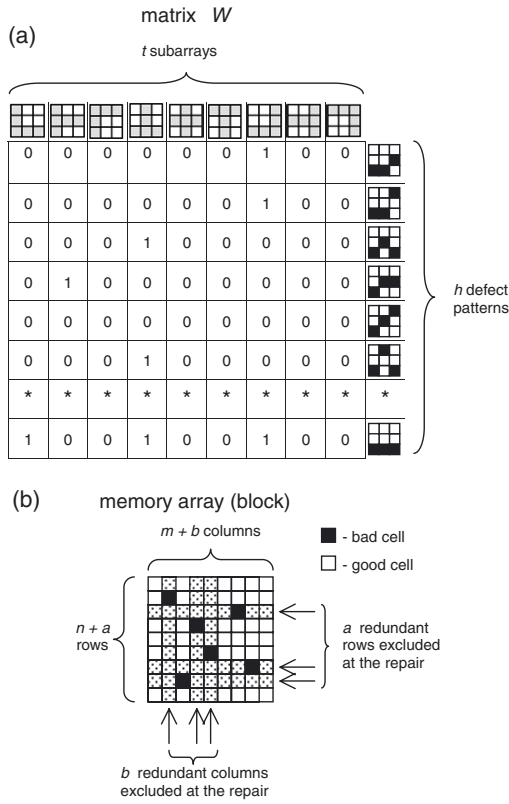 matrix W
(a)
t subarrays
0 0 0 0 0 0 1 0 0
0 0 0 0 0 0 1 0 0
0 0 0 1 0 0 0 0 0
0 1 0 0 0 0 0 0 0
0 0 0 0 0 0 0 0 0
0 0 0 1 0 0 0 0 0
* * * * * * * * * *
1 0 0 1 0 0 1 0 0
h defect
patterns
(b)
memory array (block)
m + b columns
- bad cell
- good cell
n + a
rows
a redundant
rows excluded
at the repair
b redundant columns
excluded at the repair